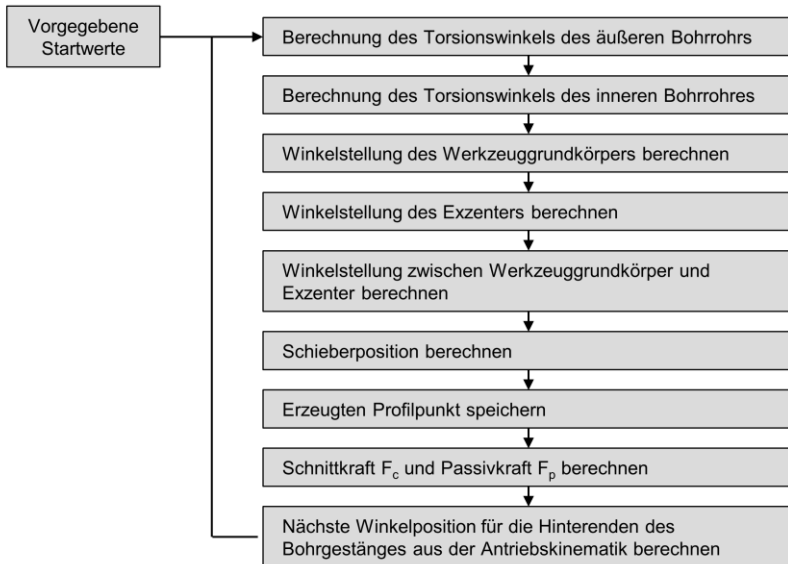 Vorgegebene
Startwerte
Berechnung des Torsionswinkels des äußeren Bohrrohrs
Berechnung des Torsionswinkels des inneren Bohrrohres
Winkelstellung des Werkzeuggrundkörpers berechnen
Winkelstellung des Exzenters berechnen
Winkelstellung zwischen Werkzeuggrundkörper und
Exzenter berechnen
Schieberposition berechnen
Erzeugten Profilpunkt speichern
Schnittkraft Fc und Passivkraft Fp berechnen
Nächste Winkelposition für die Hinterenden des
Bohrgestänges aus der Antriebskinematik berechnen